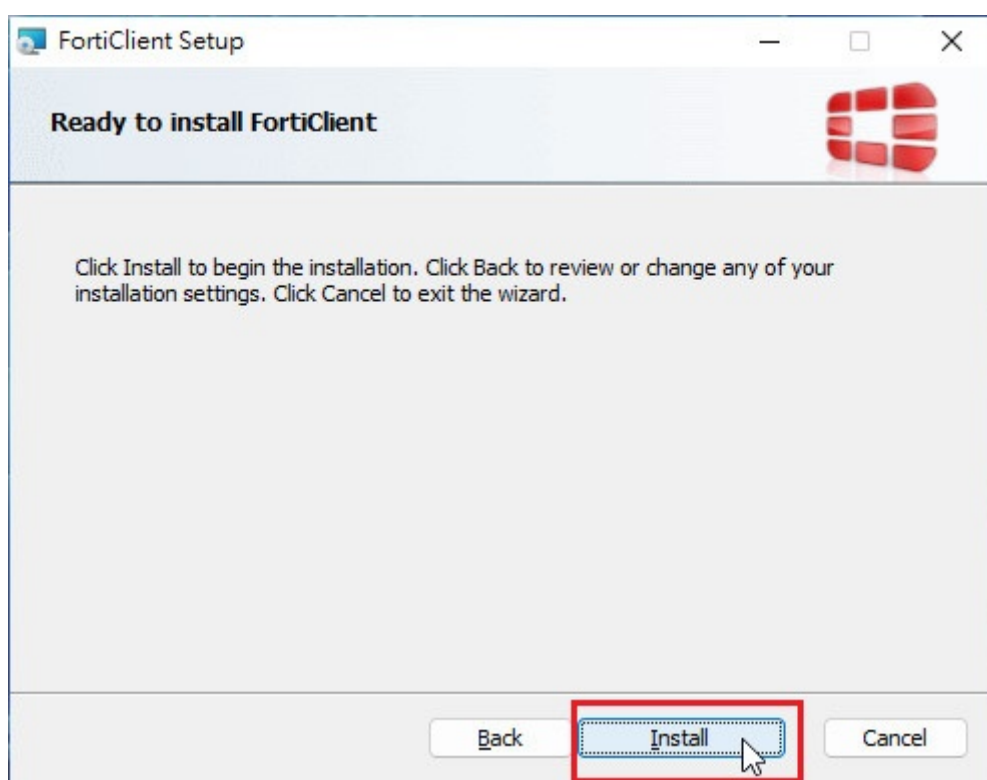 FortiClient Setup
Ready to install FortiClient
Click Install to begin the installation. Click Back to review or change any of your
installation settings. Click Cancel to exit the wizard.
Back
Install
Cancel